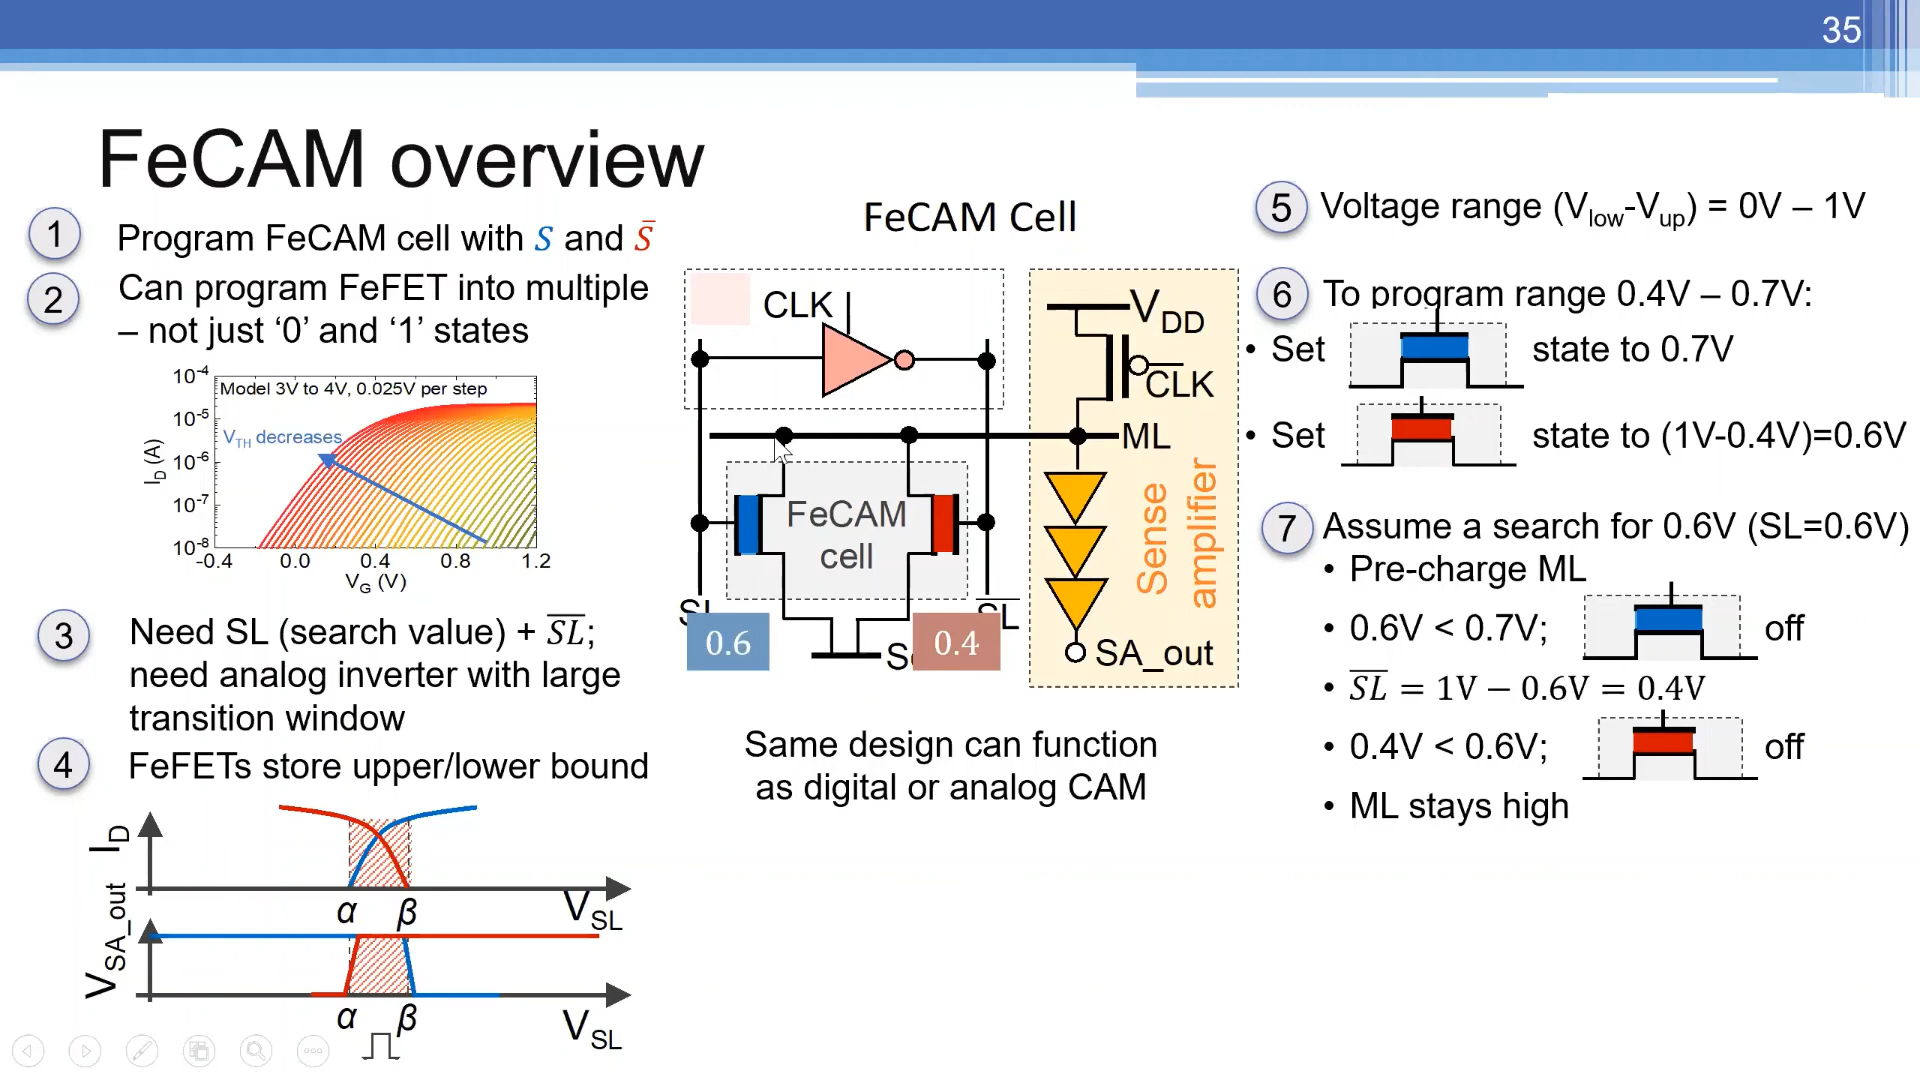 35
FeCAM overview
1
Program FeCAM cell with S and S̄
2
Can program FeFET into multiple
– not just ‘0’ and ‘1’ states
Model 3V to 4V, 0.025V per step
V_TH decreases
10⁻⁴
10⁻⁵
10⁻⁶
10⁻⁷
10⁻⁸
I_D (A)
-0.4 0.0 0.4 0.8 1.2
V_G (V)
3
Need SL (search value) + S̅L̅;
need analog inverter with large
transition window
4
FeFETs store upper/lower bound
I_D
α β V_SL
V_SA_out
α β V_SL
FeCAM Cell
CLK
V_DD
C̅L̅K̅
ML
FeCAM
cell
Sense
amplifier
0.6
0.4
SA_out
Same design can function
as digital or analog CAM
5
Voltage range (V_low-V_up) = 0V – 1V
6
To program range 0.4V – 0.7V:
• Set state to 0.7V
• Set state to (1V-0.4V)=0.6V
7
Assume a search for 0.6V (SL=0.6V)
• Pre-charge ML
• 0.6V < 0.7V; off
• S̅L̅ = 1V − 0.6V = 0.4V
• 0.4V < 0.6V; off
• ML stays high